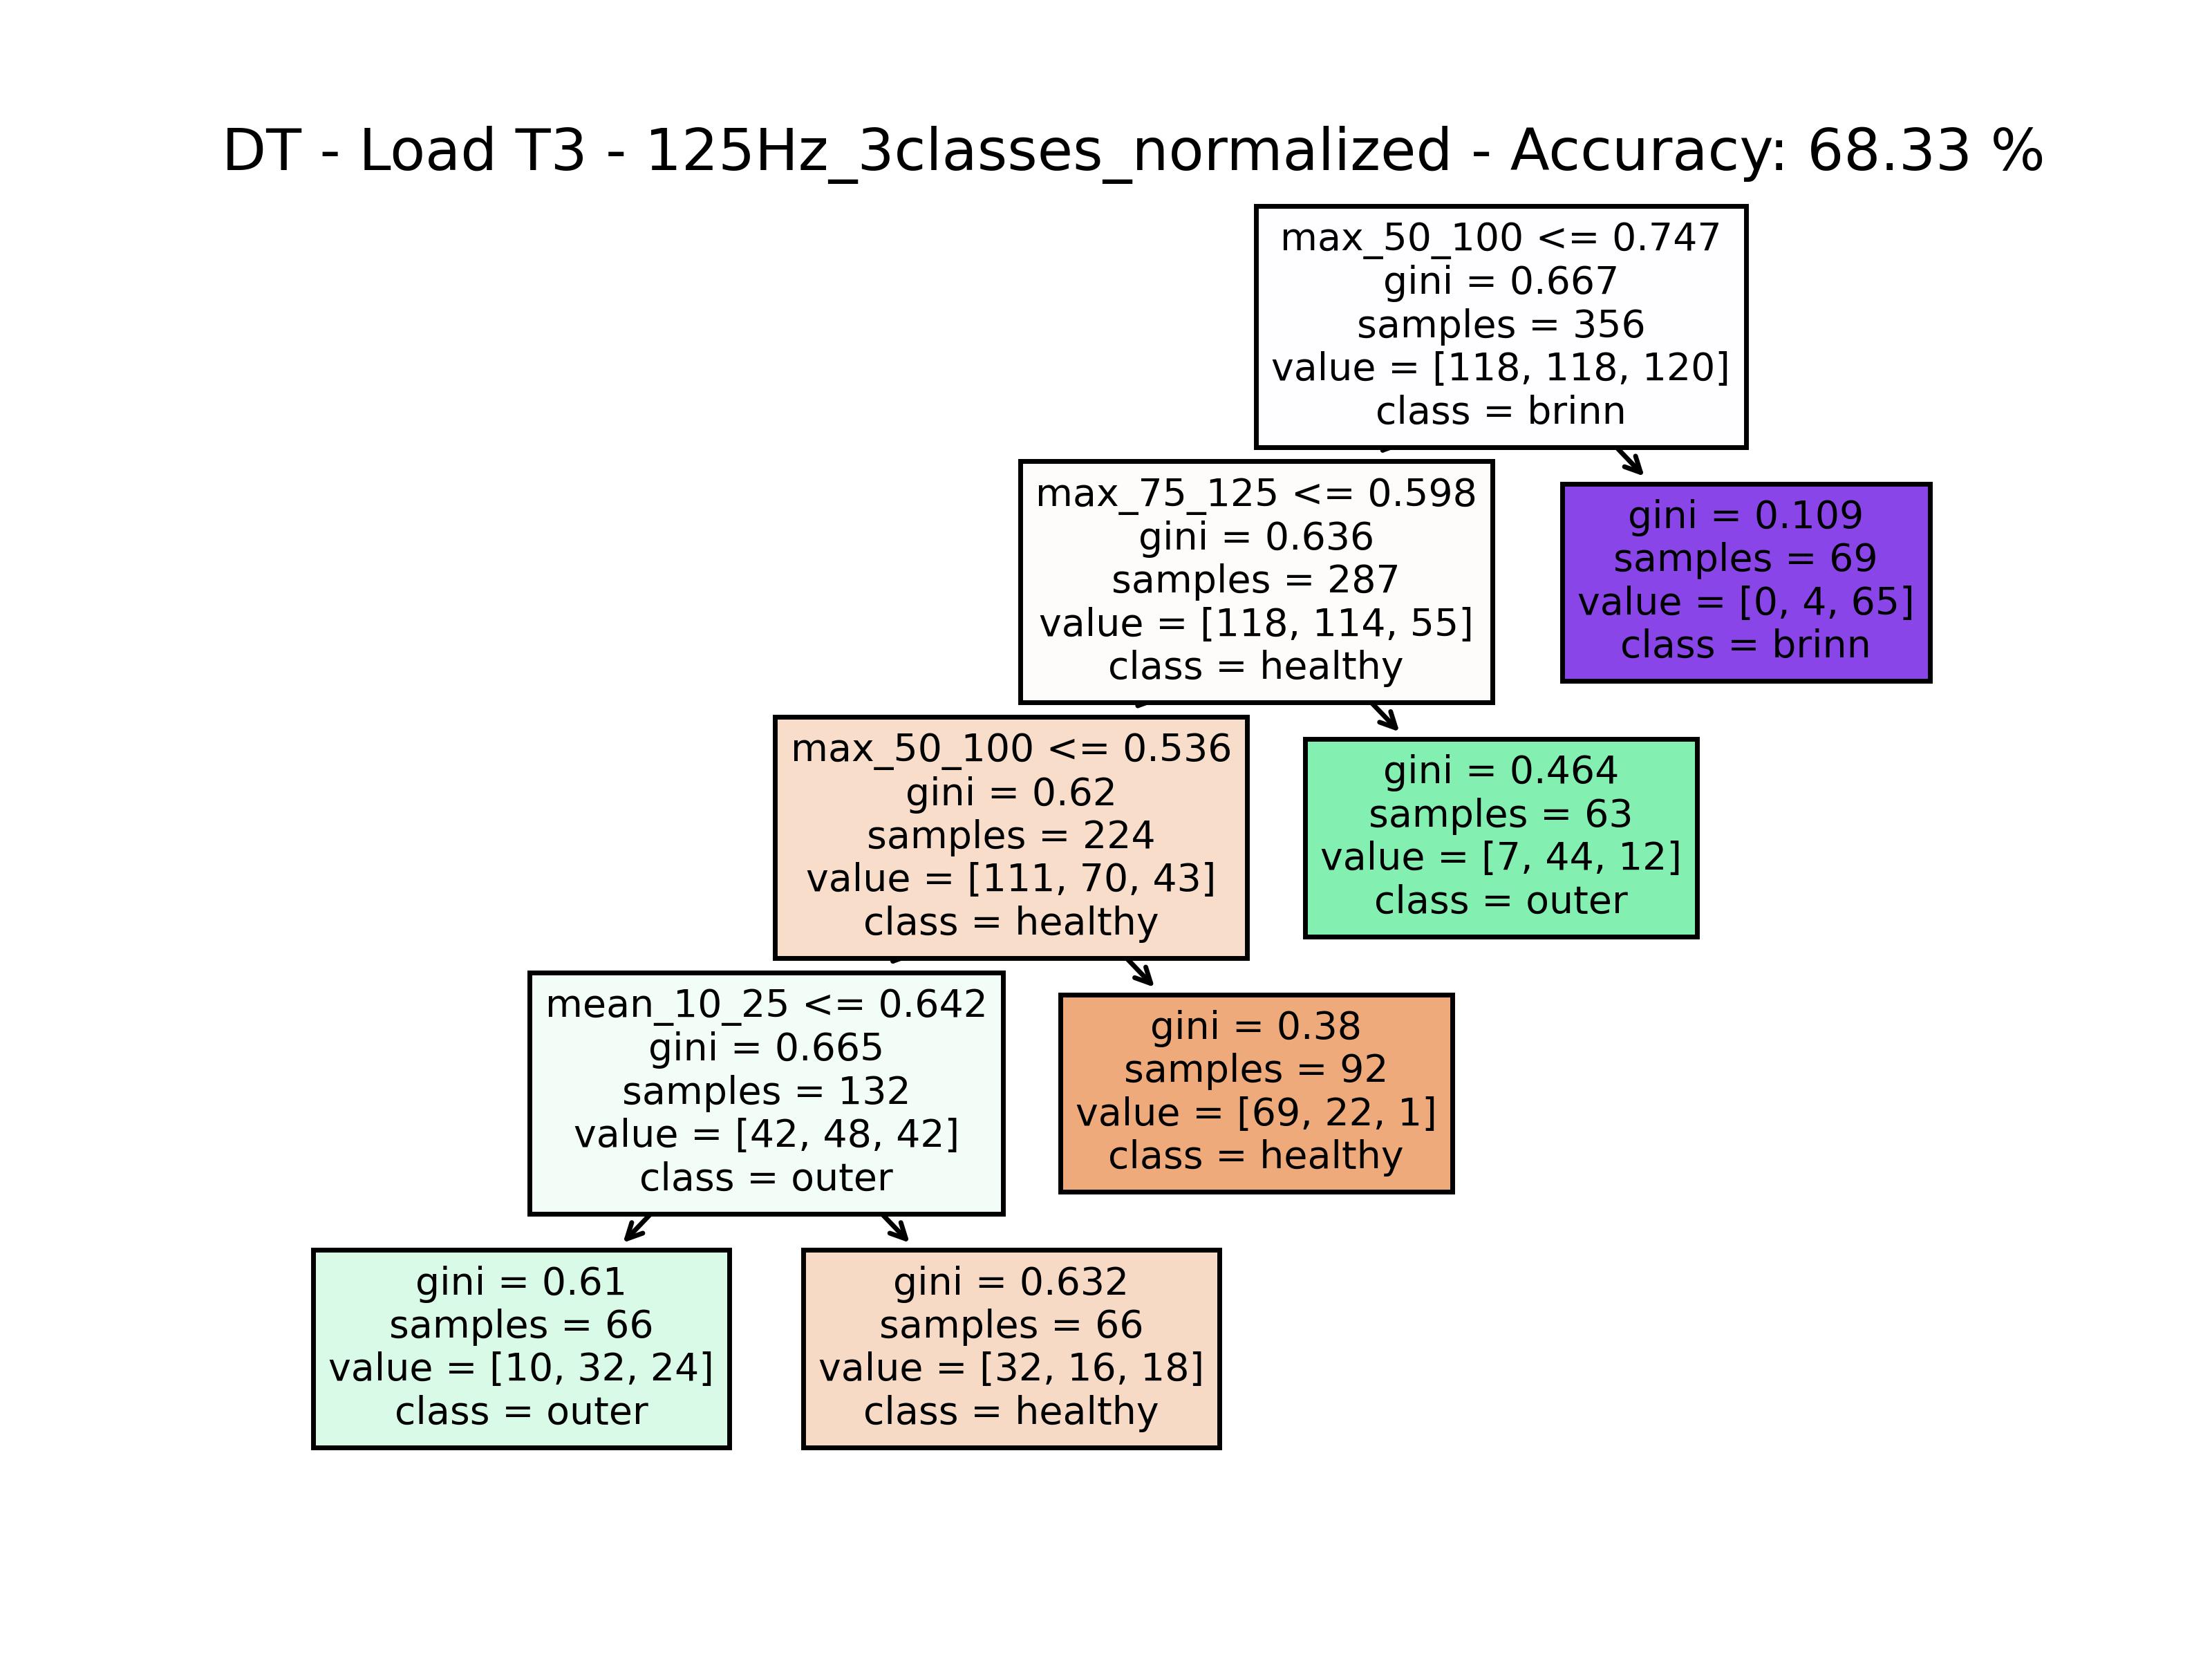 DT - Load T3 - 125Hz_3classes_normalized - Accuracy: 68.33 %
max_50_100 <= 0.747
gini = 0.667
samples = 356
value = [118, 118, 120]
class = brinn
max_75_125 <= 0.598
gini = 0.636
samples = 287
value = [118, 114, 55]
class = healthy
gini = 0.109
samples = 69
value = [0, 4, 65]
class = brinn
max_50_100 <= 0.536
gini = 0.62
samples = 224
value = [111, 70, 43]
class = healthy
gini = 0.464
samples = 63
value = [7, 44, 12]
class = outer
mean_10_25 <= 0.642
gini = 0.665
samples = 132
value = [42, 48, 42]
class = outer
gini = 0.38
samples = 92
value = [69, 22, 1]
class = healthy
gini = 0.61
samples = 66
value = [10, 32, 24]
class = outer
gini = 0.632
samples = 66
value = [32, 16, 18]
class = healthy